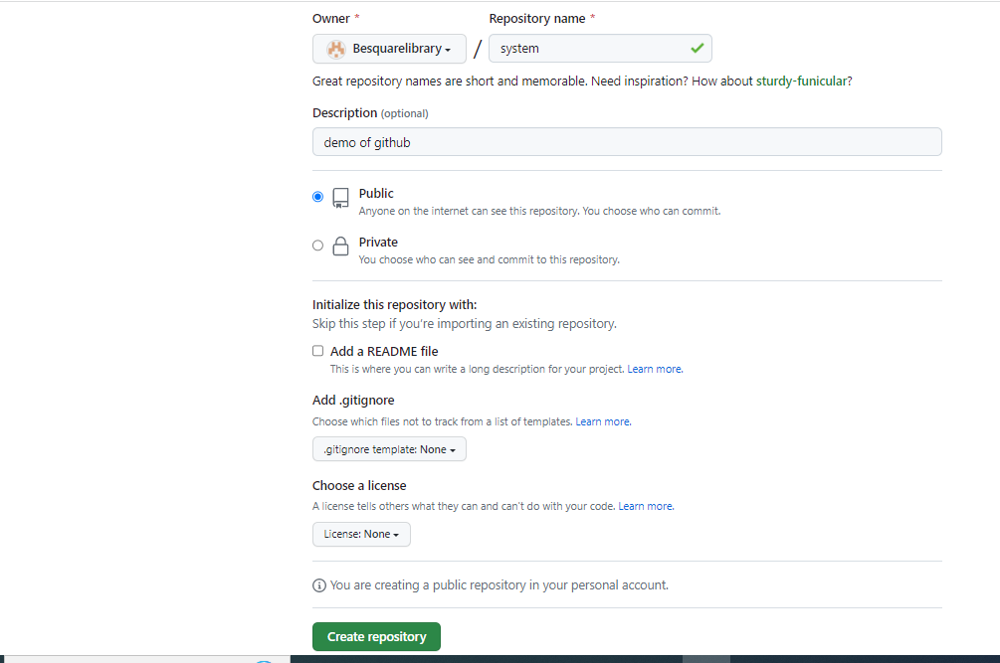 Owner * Repository name *
Besquarelibrary / system
Great repository names are short and memorable. Need inspiration? How about sturdy-funicular?
Description (optional)
demo of github
Public
Anyone on the internet can see this repository. You choose who can commit.
Private
You choose who can see and commit to this repository.
Initialize this repository with:
Skip this step if you're importing an existing repository.
Add a README file
This is where you can write a long description for your project. Learn more.
Add .gitignore
Choose which files not to track from a list of templates. Learn more.
.gitignore template: None
Choose a license
A license tells others what they can and can't do with your code. Learn more.
License: None
You are creating a public repository in your personal account.
Create repository